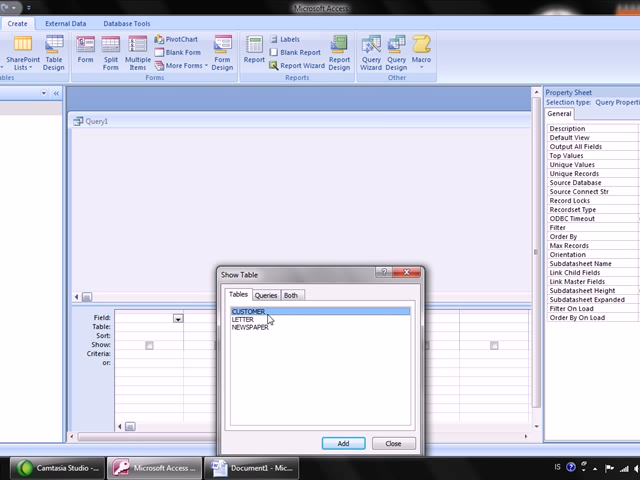 Microsoft Access
Create External Data Database Tools
SharePoint Lists Table Design Form Split Form Multiple Items PivotChart Blank Form More Forms Form Design Report Labels Blank Report Report Wizard Report Design Query Wizard Query Design Macro
Forms Reports Other
Query1
Property Sheet
Selection type: Query Properti
General
Description
Default View
Output All Fields
Top Values
Unique Values
Unique Records
Source Database
Source Connect Str
Record Locks
Recordset Type
ODBC Timeout
Filter
Order By
Max Records
Orientation
Subdatasheet Name
Link Child Fields
Link Master Fields
Subdatasheet Height
Subdatasheet Expanded
Filter On Load
Order By On Load
Show Table
Tables Queries Both
CUSTOMER
LETTER
NEWSPAPER
Add Close
Field:
Table:
Sort:
Show:
Criteria:
or:
Camtasia Studio -... Microsoft Access ... Document1 - Mic... IS